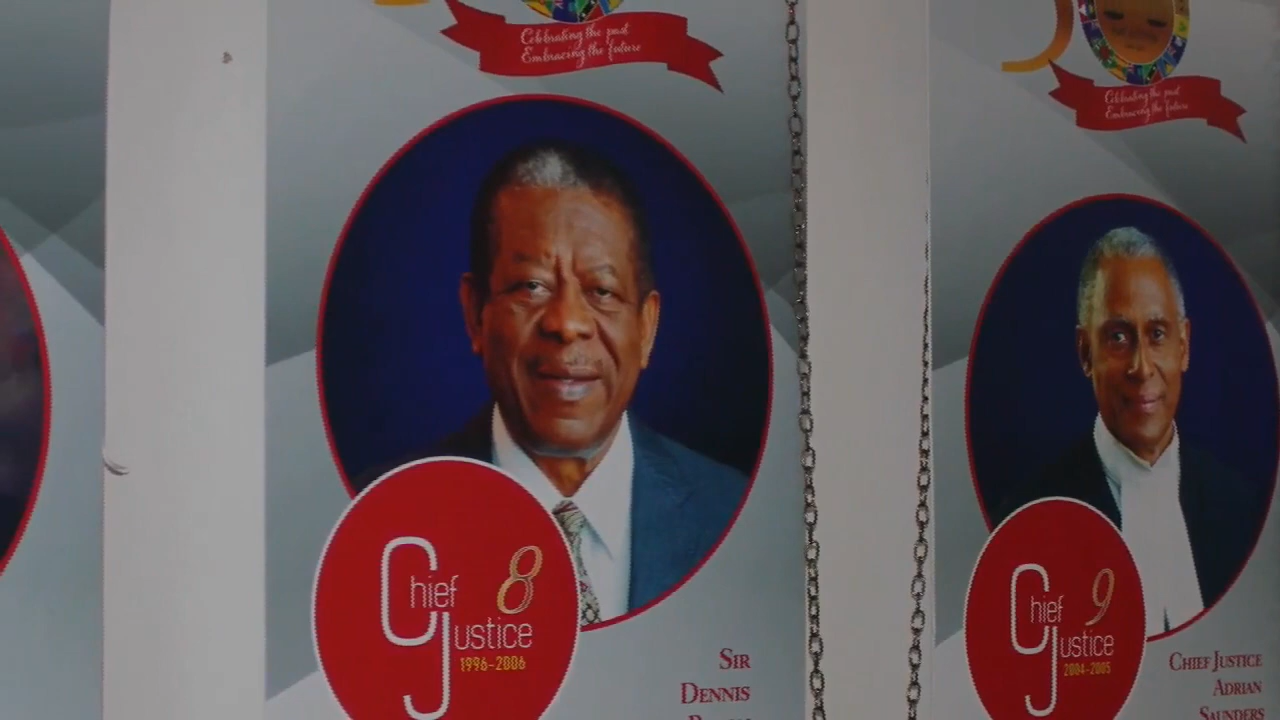 Celebrating the past
Embracing the future
Chief 8
Justice
1996-2006
SIR
DENNIS
Celebrating the past
Embracing the future
Chief 9
Justice
2004-2005
CHIEF JUSTICE
ADRIAN
SAUNDERS